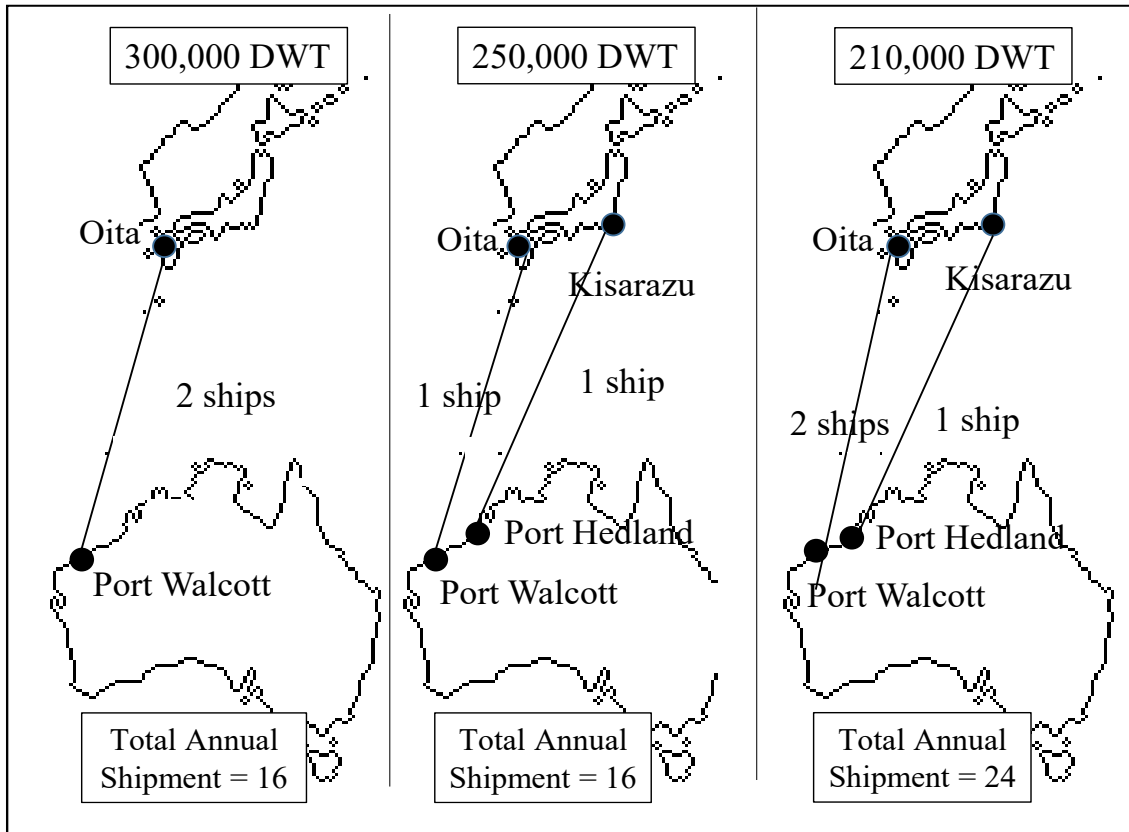 300,000 DWT
Oita
2 ships
Port Walcott
Total Annual
Shipment = 16
250,000 DWT
Oita
Kisarazu
1 ship
1 ship
Port Hedland
Port Walcott
Total Annual
Shipment = 16
210,000 DWT
Oita
Kisarazu
2 ships
1 ship
Port Hedland
Port Walcott
Total Annual
Shipment = 24